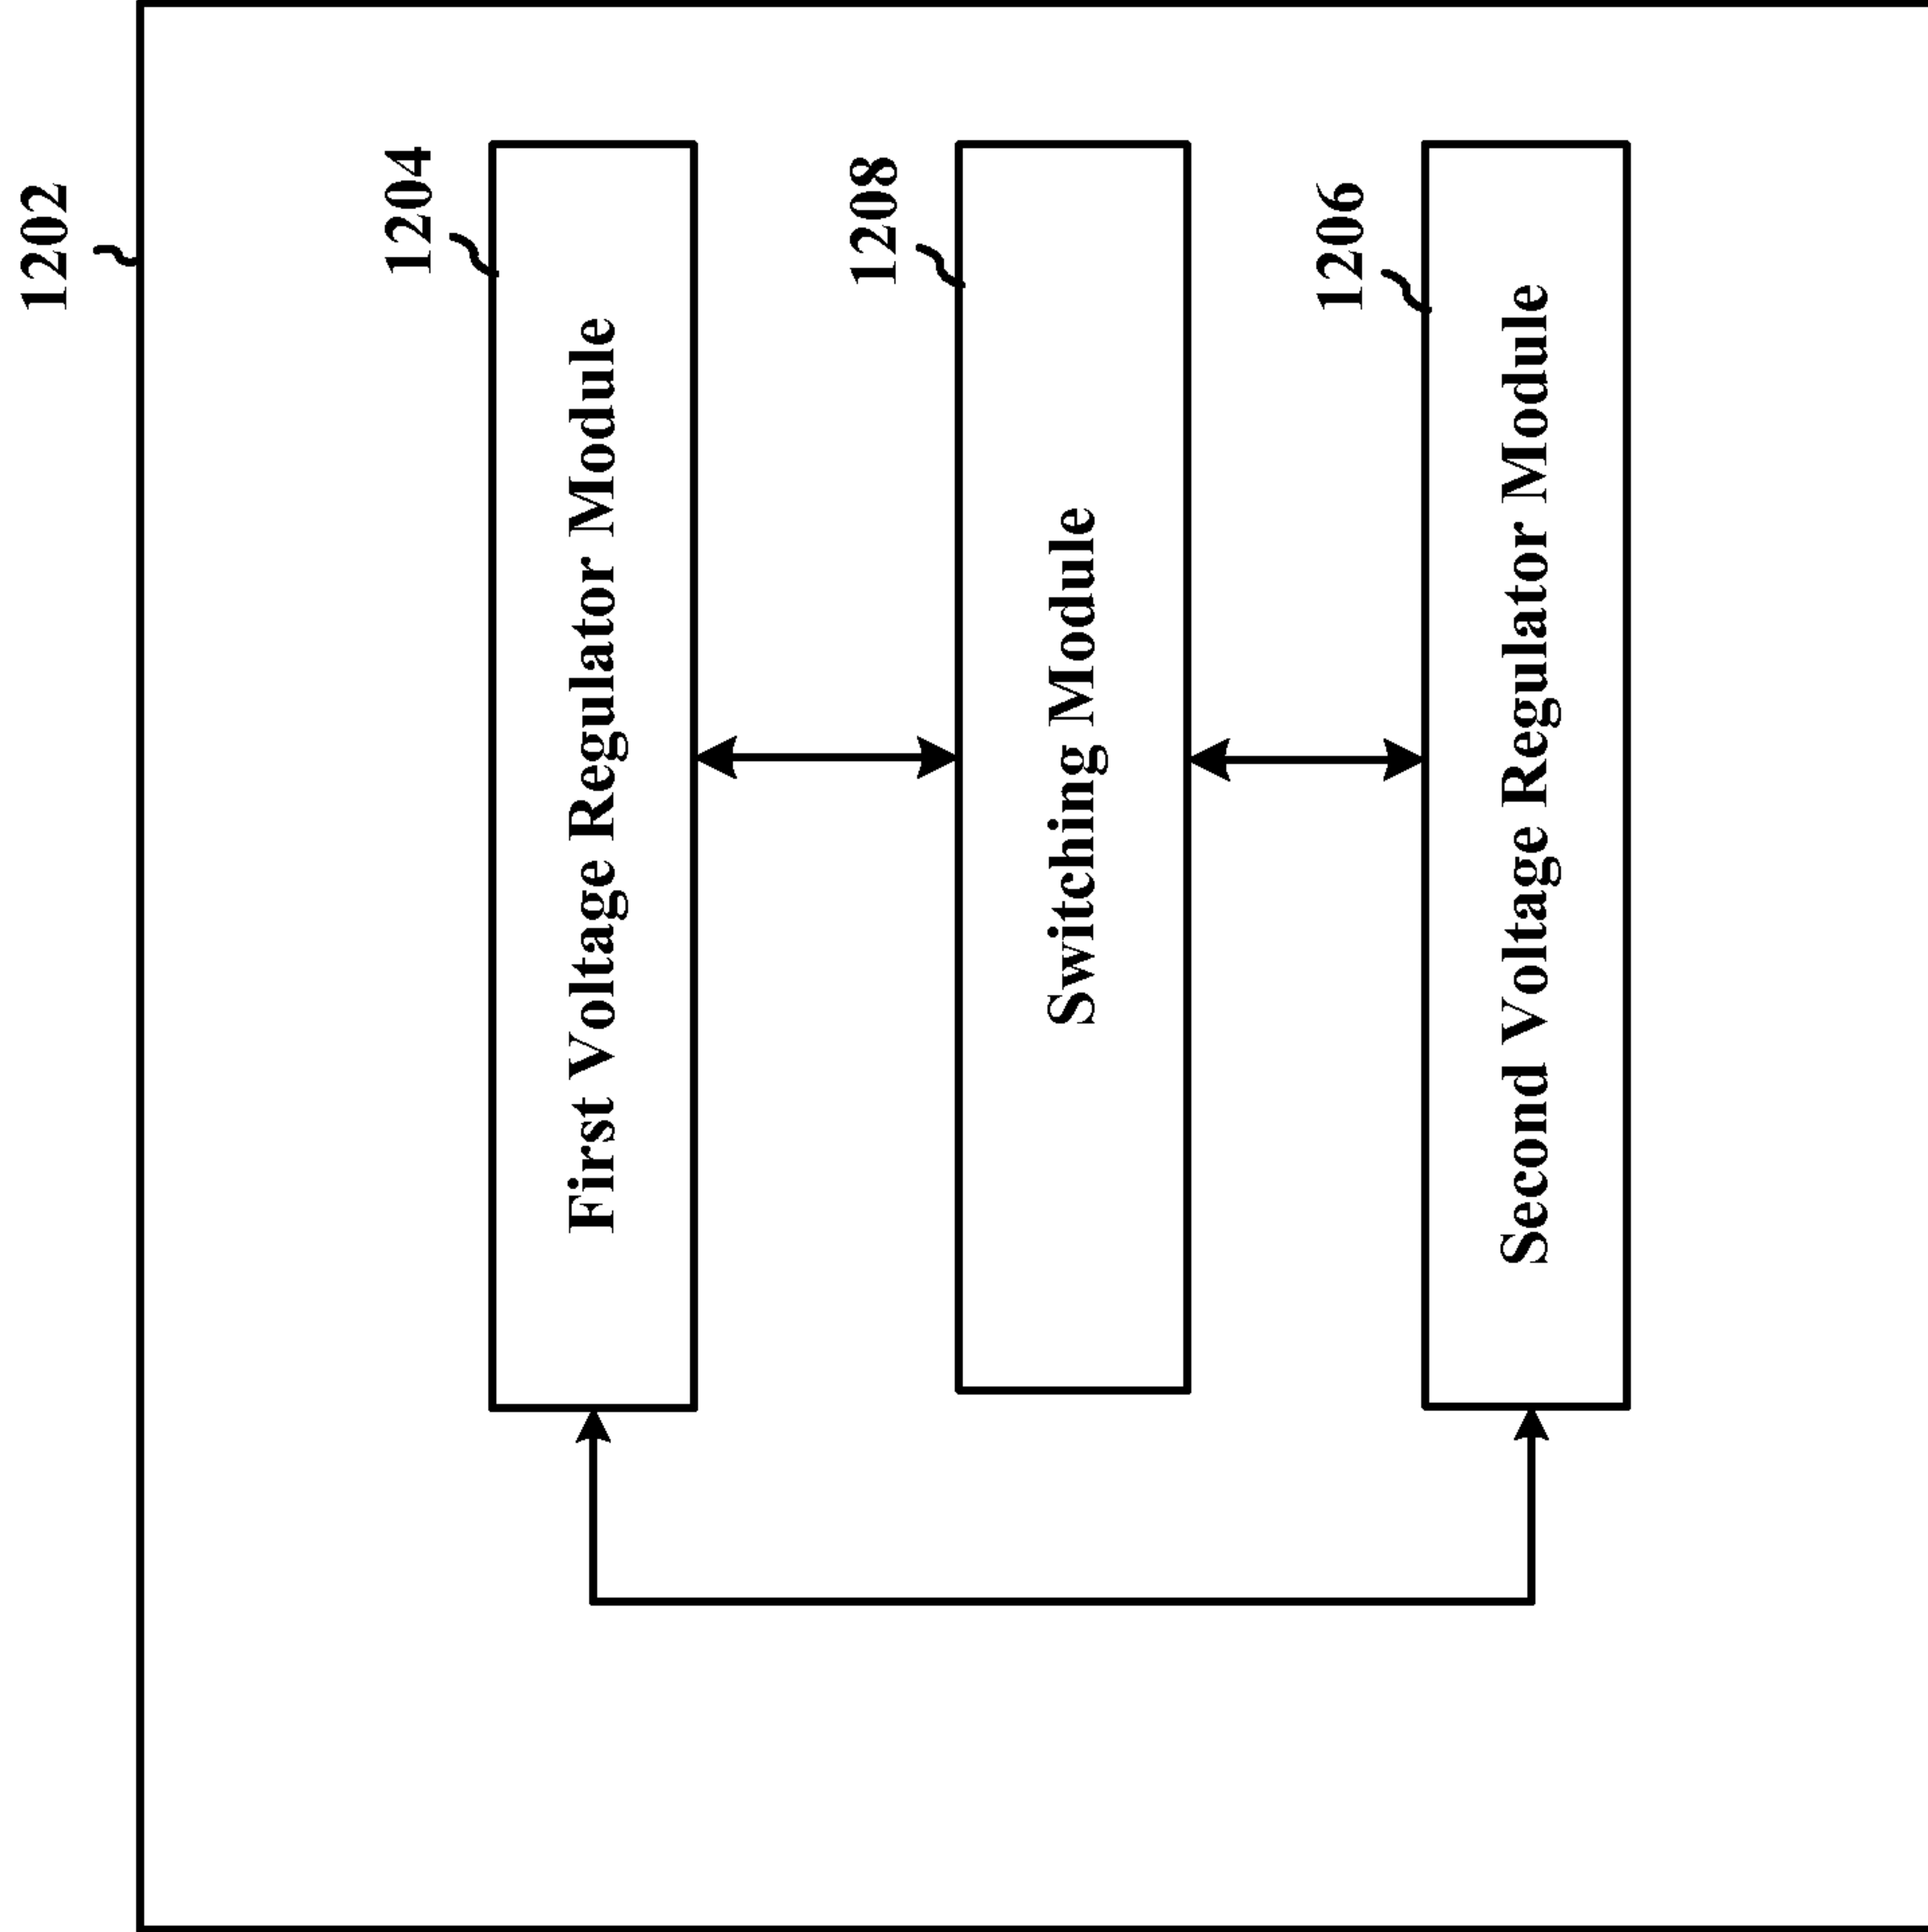 1202
1204
First Voltage Regulator Module
1208
Switching Module
1206
Second Voltage Regulator Module